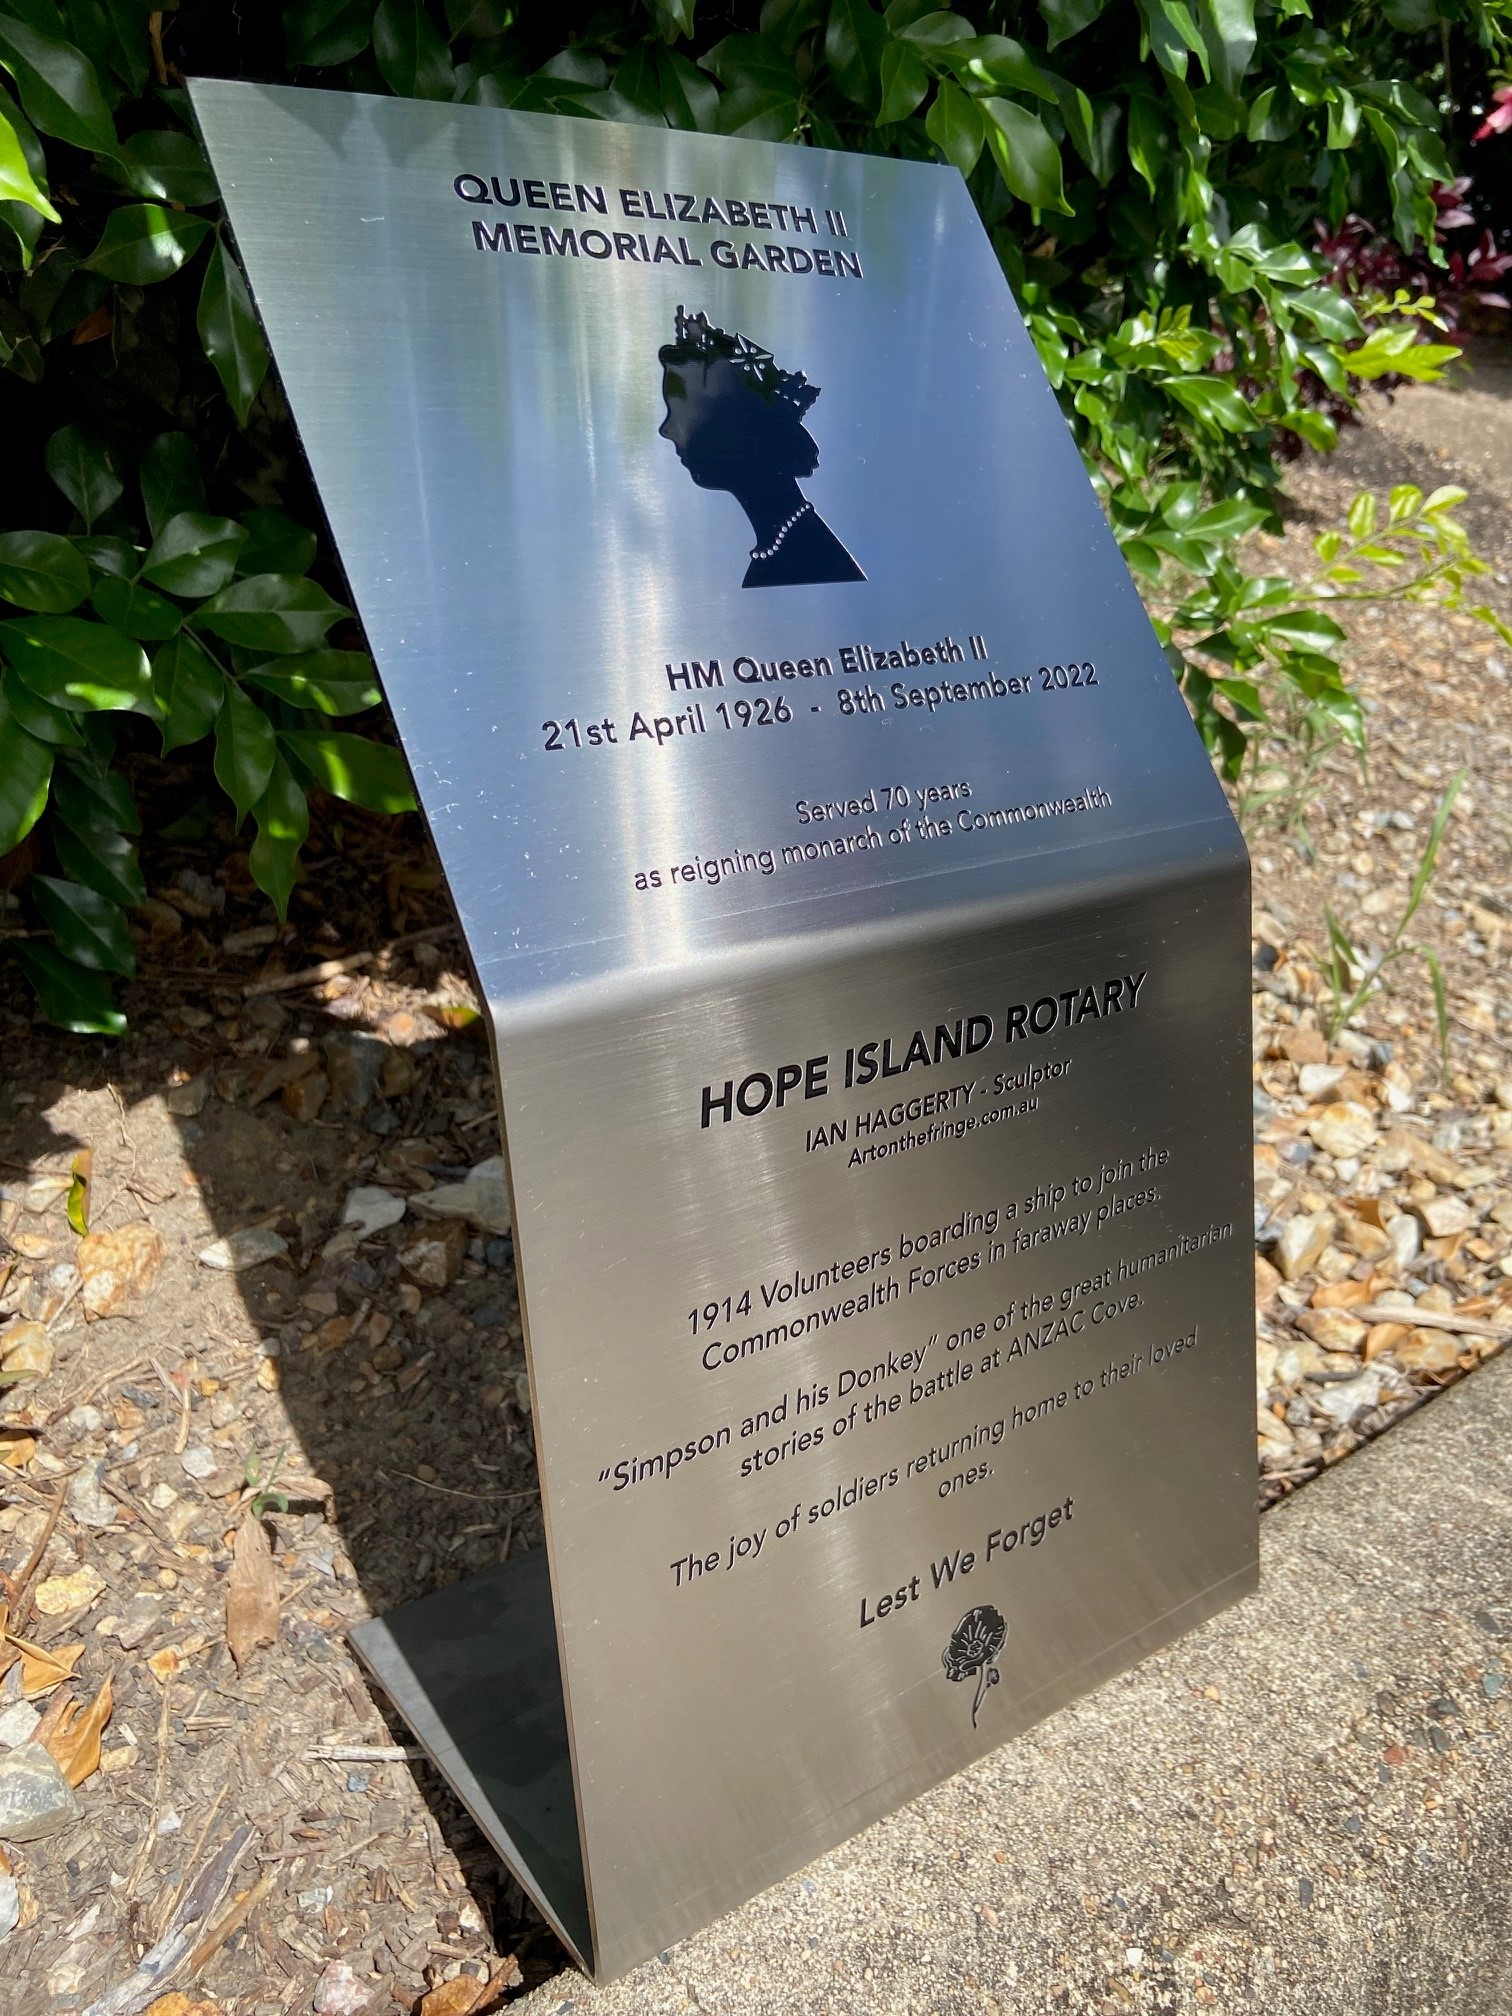 QUEEN ELIZABETH II
MEMORIAL GARDEN
HM Queen Elizabeth II
21st April 1926 - 8th September 2022
Served 70 years
as reigning monarch of the Commonwealth
HOPE ISLAND ROTARY
IAN HAGGERTY - Sculptor
Artonthefringe.com.au
1914 Volunteers boarding a ship to join the
Commonwealth Forces in faraway places.
"Simpson and his Donkey" one of the great humanitarian
stories of the battle at ANZAC Cove.
The joy of soldiers returning home to their loved
ones.
Lest We Forget